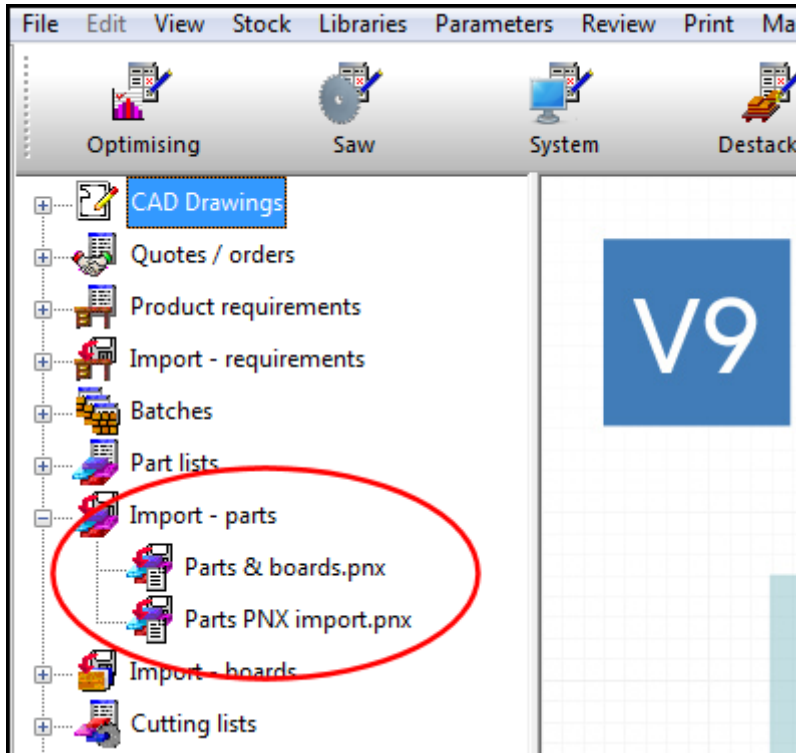 File Edit View Stock Libraries Parameters Review Print Ma
Optimising Saw System Destack
CAD Drawings
Quotes / orders
Product requirements
Import - requirements
Batches
Part lists
Import - parts
Parts & boards.pnx
Parts PNX import.pnx
Import - boards
Cutting lists
V9